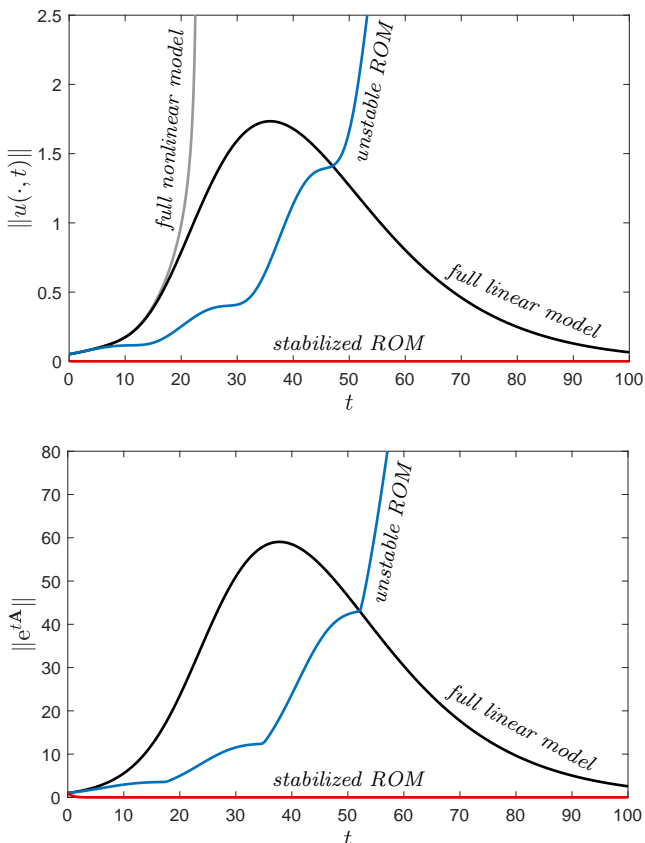 2.5
2
1.5
1
0.5
0
||u(·, t)||
full nonlinear model
unstable ROM
full linear model
stabilized ROM
0 10 20 30 40 50 60 70 80 90 100
t
80
70
60
50
40
30
20
10
0
||e^{tA}||
unstable ROM
full linear model
stabilized ROM
0 10 20 30 40 50 60 70 80 90 100
t